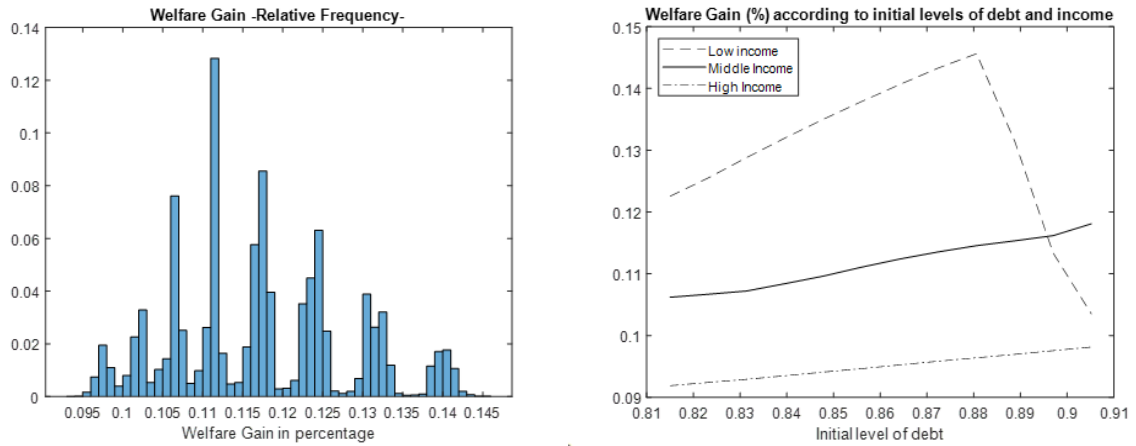 Welfare Gain -Relative Frequency-
0.14
0.12
0.1
0.08
0.06
0.04
0.02
0
0.095 0.1 0.105 0.11 0.115 0.12 0.125 0.13 0.135 0.14 0.145
Welfare Gain in percentage
Welfare Gain (%) according to initial levels of debt and income
0.15
0.14
0.13
0.12
0.11
0.1
0.09
Low income
Middle Income
High Income
0.81 0.82 0.83 0.84 0.85 0.86 0.87 0.88 0.89 0.9 0.91
Initial level of debt